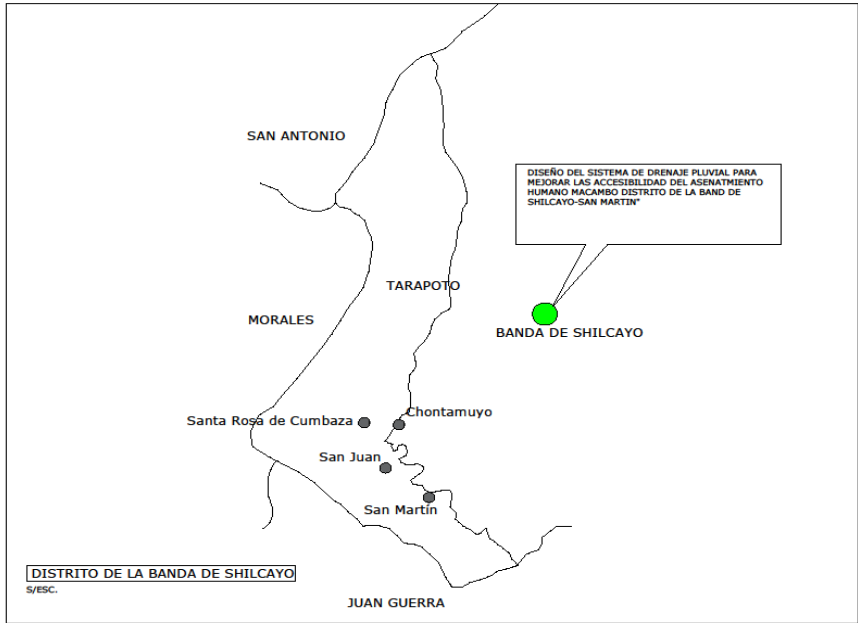 SAN ANTONIO
DISEÑO DEL SISTEMA DE DRENAJE PLUVIAL PARA
MEJORAR LAS ACCESIBILIDAD DEL ASENATMIENTO
HUMANO MACAMBO DISTRITO DE LA BAND DE
SHILCAYO-SAN MARTIN"
TARAPOTO
MORALES
BANDA DE SHILCAYO
Santa Rosa de Cumbaza
Chontamuyo
San Juan
San Martín
DISTRITO DE LA BANDA DE SHILCAYO
S/ESC.
JUAN GUERRA